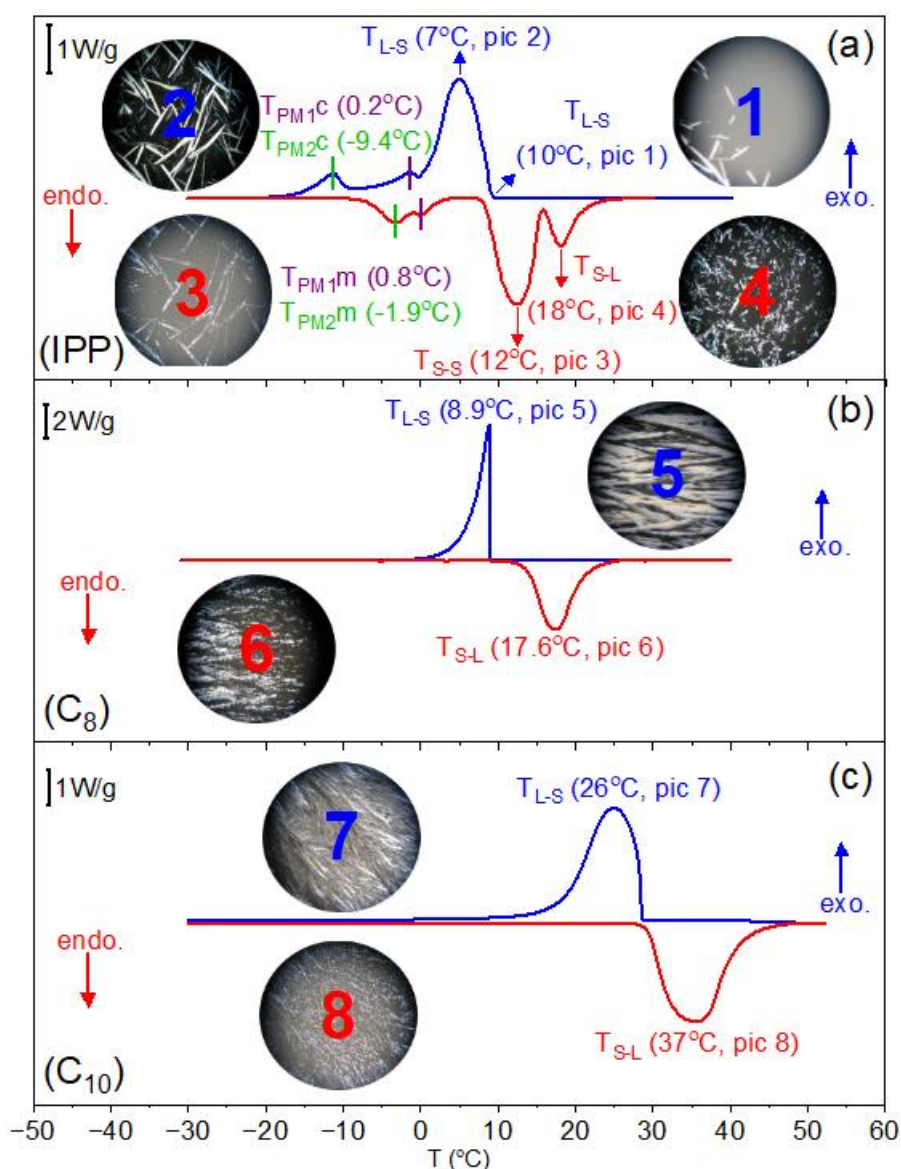 1W/g
T_L-S (7°C, pic 2)
(a)
2
T_PM1c (0.2°C)
T_PM2c (-9.4°C)
T_L-S
(10°C, pic 1)
1
exo.
endo.
3
T_PM1m (0.8°C)
T_PM2m (-1.9°C)
T_S-L
(18°C, pic 4)
4
(IPP)
T_S-S (12°C, pic 3)
2W/g
T_L-S (8.9°C, pic 5)
(b)
5
exo.
endo.
6
T_S-L (17.6°C, pic 6)
(C₈)
1W/g
T_L-S (26°C, pic 7)
(c)
7
exo.
endo.
8
T_S-L (37°C, pic 8)
(C₁₀)
−50 −40 −30 −20 −10 0 10 20 30 40 50 60
T (°C)